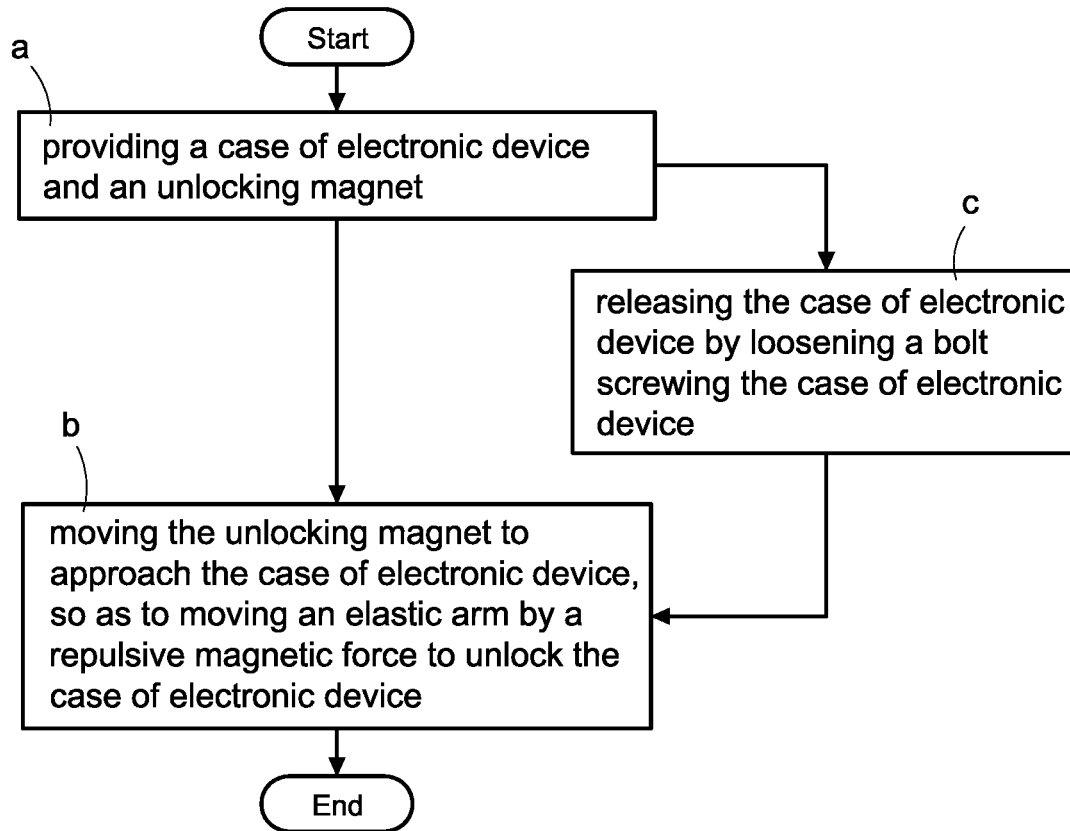 Start
a
providing a case of electronic device
and an unlocking magnet
c
releasing the case of electronic
device by loosening a bolt
screwing the case of electronic
device
b
moving the unlocking magnet to
approach the case of electronic device,
so as to moving an elastic arm by a
repulsive magnetic force to unlock the
case of electronic device
End